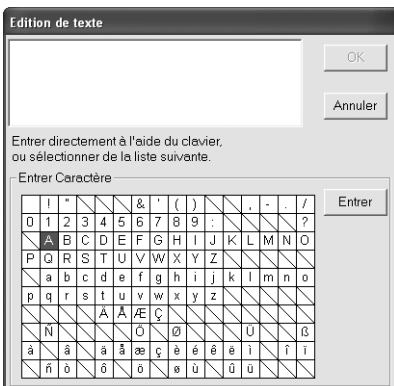 Edition de texte
OK
Annuler
Entrer directement à l'aide du clavier,
ou sélectionner de la liste suivante.
Entrer Caractère
Entrer
! " & ' ( ) , - . /
0 1 2 3 4 5 6 7 8 9 : ?
A B C D E F G H I J K L M N O
P Q R S T U V W X Y Z
a b c d e f g h i j k l m n o
p q r s t u v w x y z
Ä Å Æ Ç
Ñ Ö Ø Ü ß
à â ä å æ ç è é ê ë ì î ï
ñ ò ô ö ø ù û ü